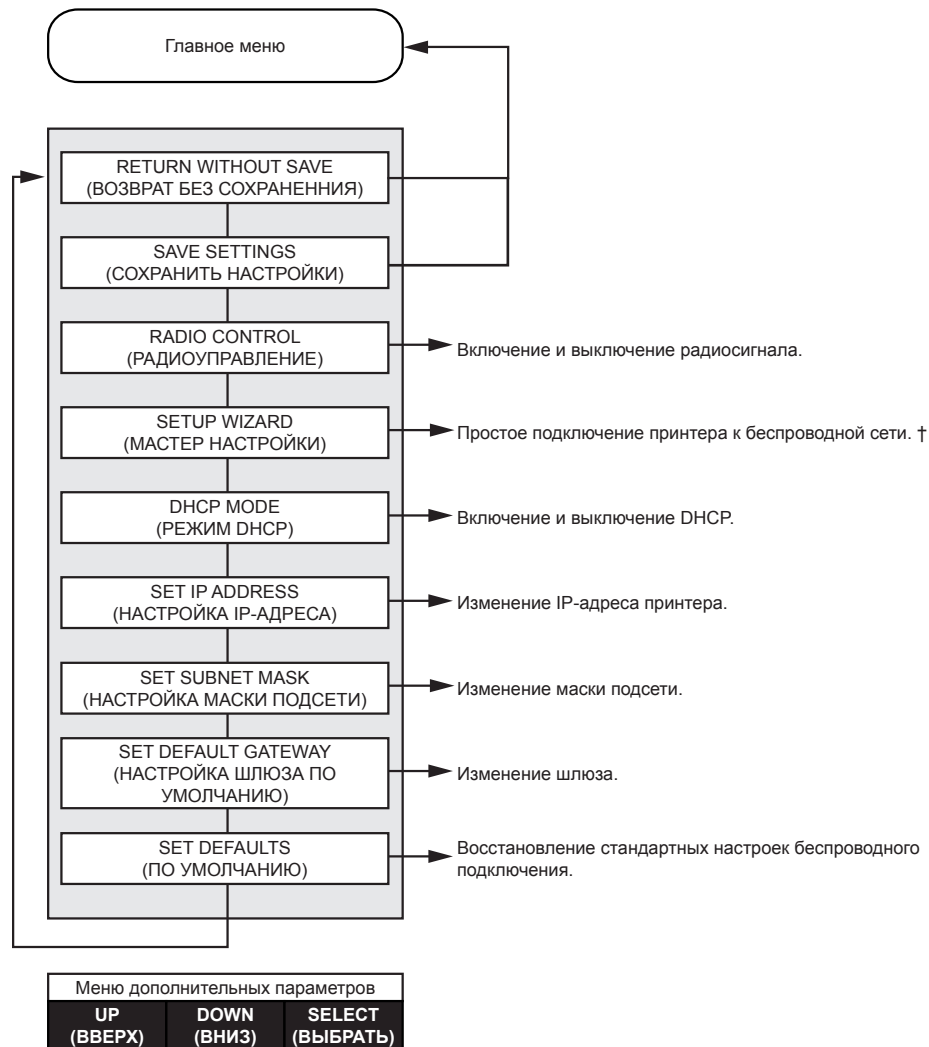 Главное меню
RETURN WITHOUT SAVE
(ВОЗВРАТ БЕЗ СОХРАНЕННИЯ)
SAVE SETTINGS
(СОХРАНИТЬ НАСТРОЙКИ)
RADIO CONTROL
(РАДИОУПРАВЛЕНИЕ)
Включение и выключение радиосигнала.
SETUP WIZARD
(МАСТЕР НАСТРОЙКИ)
Простое подключение принтера к беспроводной сети. †
DHCP MODE
(РЕЖИМ DHCP)
Включение и выключение DHCP.
SET IP ADDRESS
(НАСТРОЙКА IP-АДРЕСА)
Изменение IP-адреса принтера.
SET SUBNET MASK
(НАСТРОЙКА МАСКИ ПОДСЕТИ)
Изменение маски подсети.
SET DEFAULT GATEWAY
(НАСТРОЙКА ШЛЮЗА ПО
УМОЛЧАНИЮ)
Изменение шлюза.
SET DEFAULTS
(ПО УМОЛЧАНИЮ)
Восстановление стандартных настроек беспроводного
подключения.
Меню дополнительных параметров
UP DOWN SELECT
(ВВЕРХ) (ВНИЗ) (ВЫБРАТЬ)